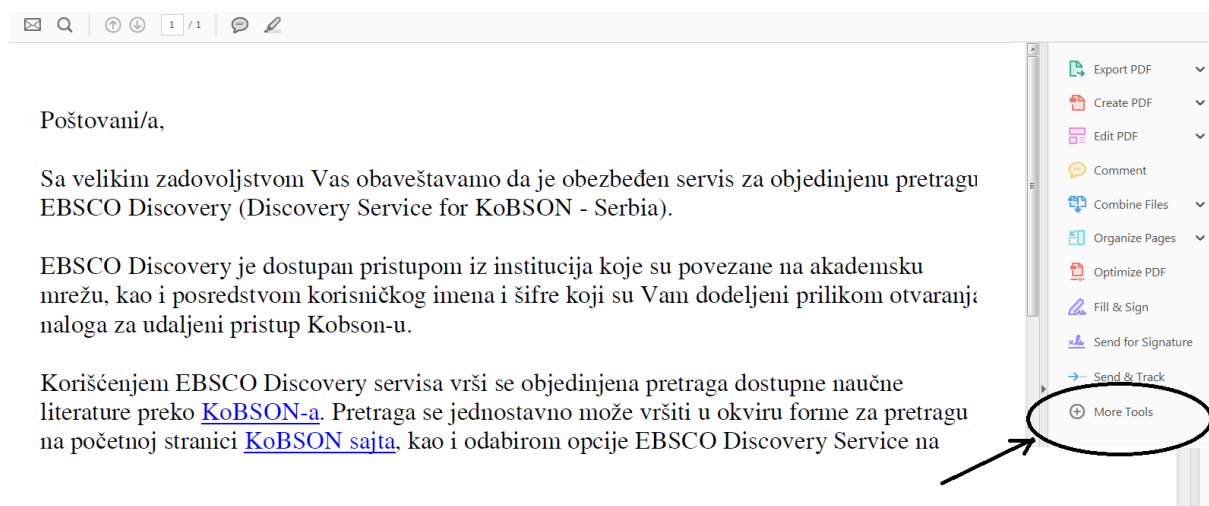 1 / 1
Poštovani/a,
Sa velikim zadovoljstvom Vas obaveštavamo da je obezbeđen servis za objedinjenu pretragu
EBSCO Discovery (Discovery Service for KoBSON - Serbia).
EBSCO Discovery je dostupan pristupom iz institucija koje su povezane na akademsku
mrežu, kao i posredstvom korisničkog imena i šifre koji su Vam dodeljeni prilikom otvaranja
naloga za udaljeni pristup Kobson-u.
Korišćenjem EBSCO Discovery servisa vrši se objedinjena pretraga dostupne naučne
literature preko KoBSON-a. Pretraga se jednostavno može vršiti u okviru forme za pretragu
na početnoj stranici KoBSON sajta, kao i odabirom opcije EBSCO Discovery Service na
Export PDF
Create PDF
Edit PDF
Comment
Combine Files
Organize Pages
Optimize PDF
Fill & Sign
Send for Signature
Send & Track
More Tools